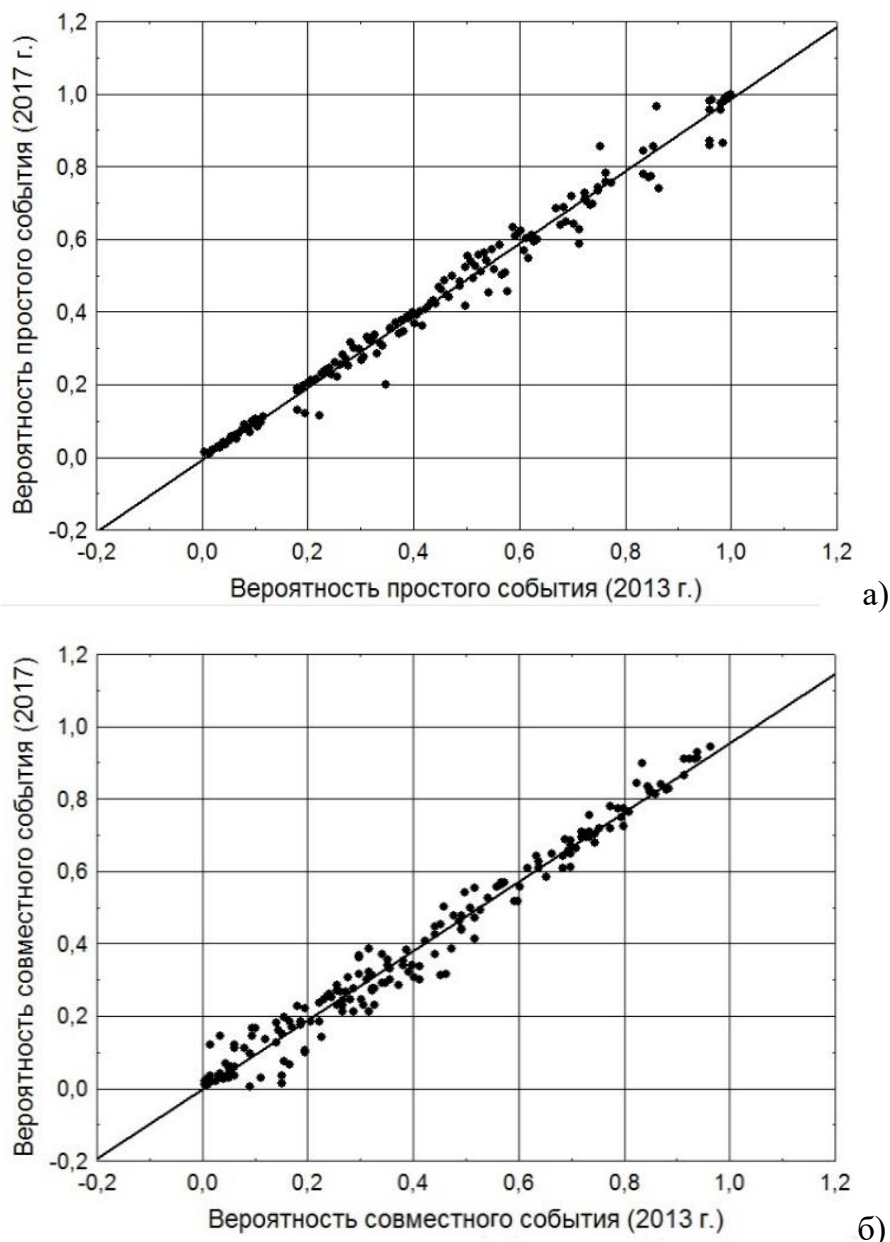 Вероятность простого события (2017 г.)
1,2
1,0
0,8
0,6
0,4
0,2
0,0
-0,2
-0,2 0,0 0,2 0,4 0,6 0,8 1,0 1,2
Вероятность простого события (2013 г.)
а)
Вероятность совместного события (2017)
1,2
1,0
0,8
0,6
0,4
0,2
0,0
-0,2
-0,2 0,0 0,2 0,4 0,6 0,8 1,0 1,2
Вероятность совместного события (2013 г.)
б)